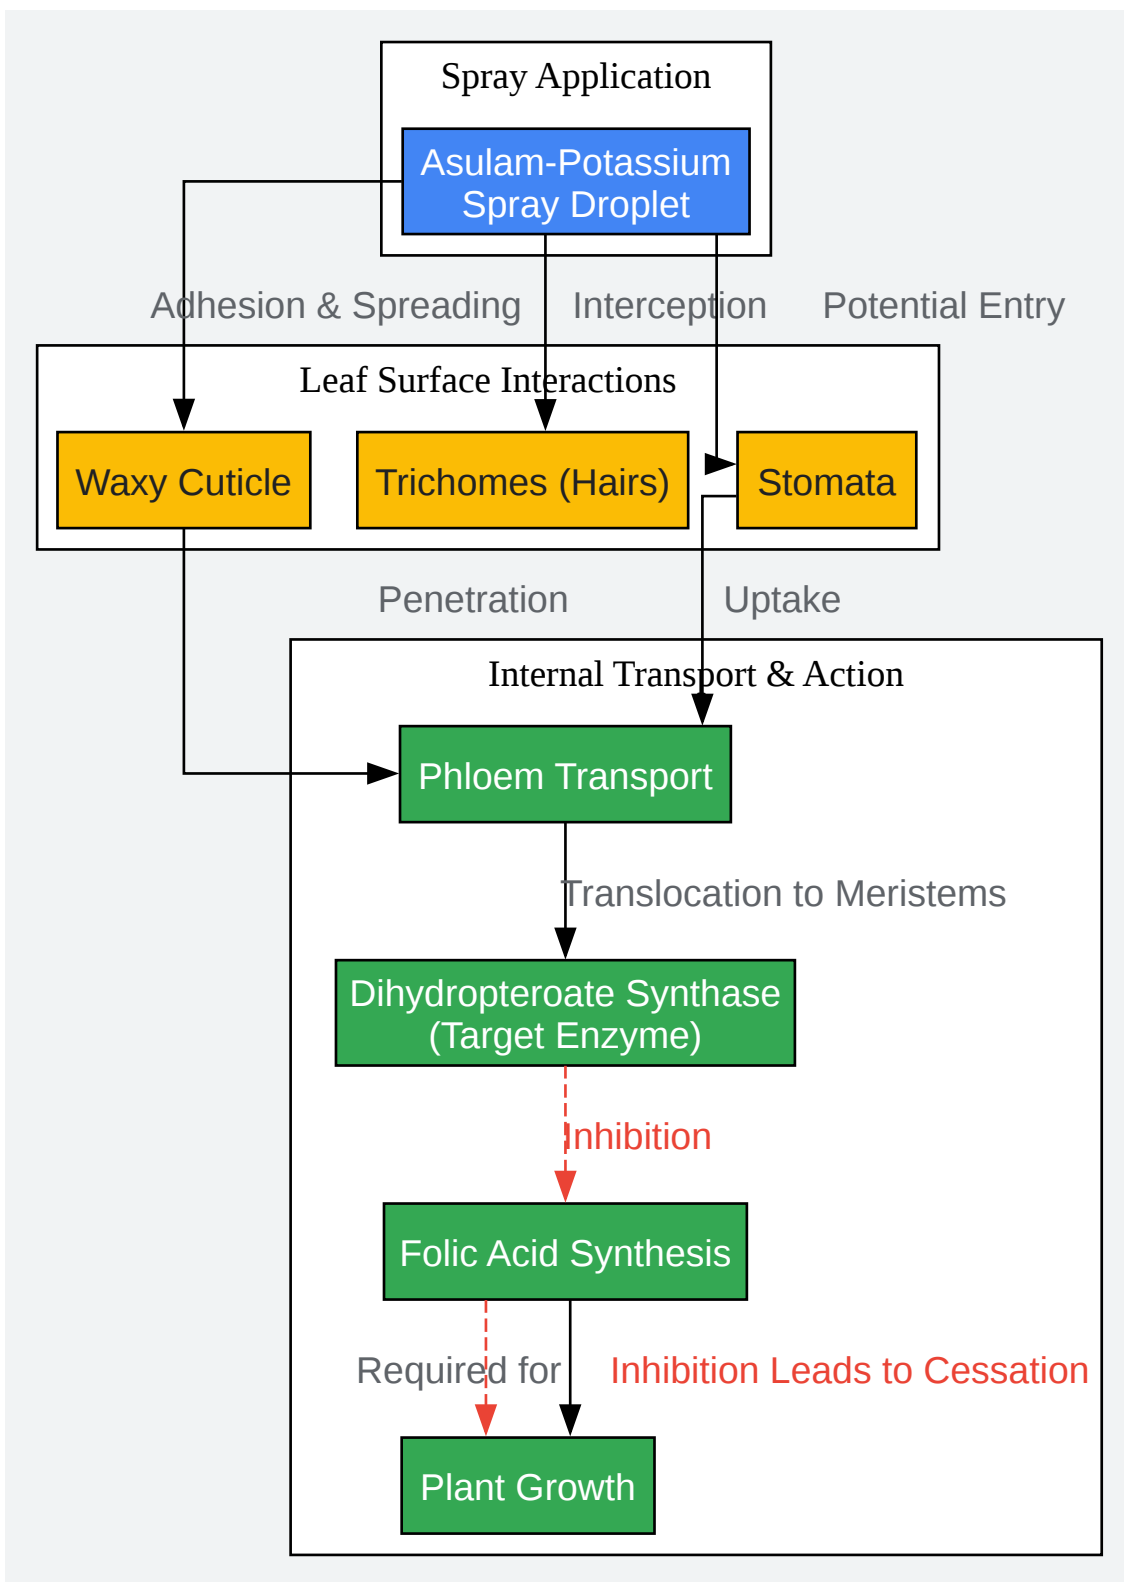 Spray Application
Asulam-Potassium
Spray Droplet
Adhesion & Spreading
Interception
Potential Entry
Leaf Surface Interactions
Waxy Cuticle
Trichomes (Hairs)
Stomata
Penetration
Uptake
Internal Transport & Action
Phloem Transport
Translocation to Meristems
Dihydropteroate Synthase
(Target Enzyme)
Inhibition
Folic Acid Synthesis
Required for
Inhibition Leads to Cessation
Plant Growth